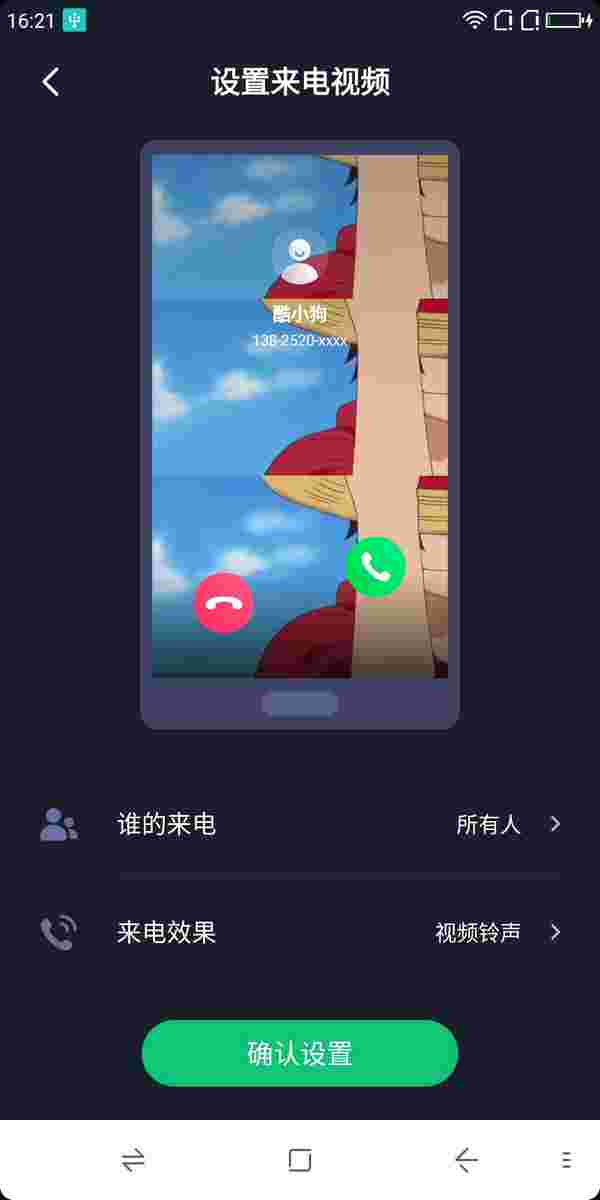 16:21
设置来电视频
酷小狗
138-2520-xxxx
谁的来电
所有人
来电效果
视频铃声
确认设置